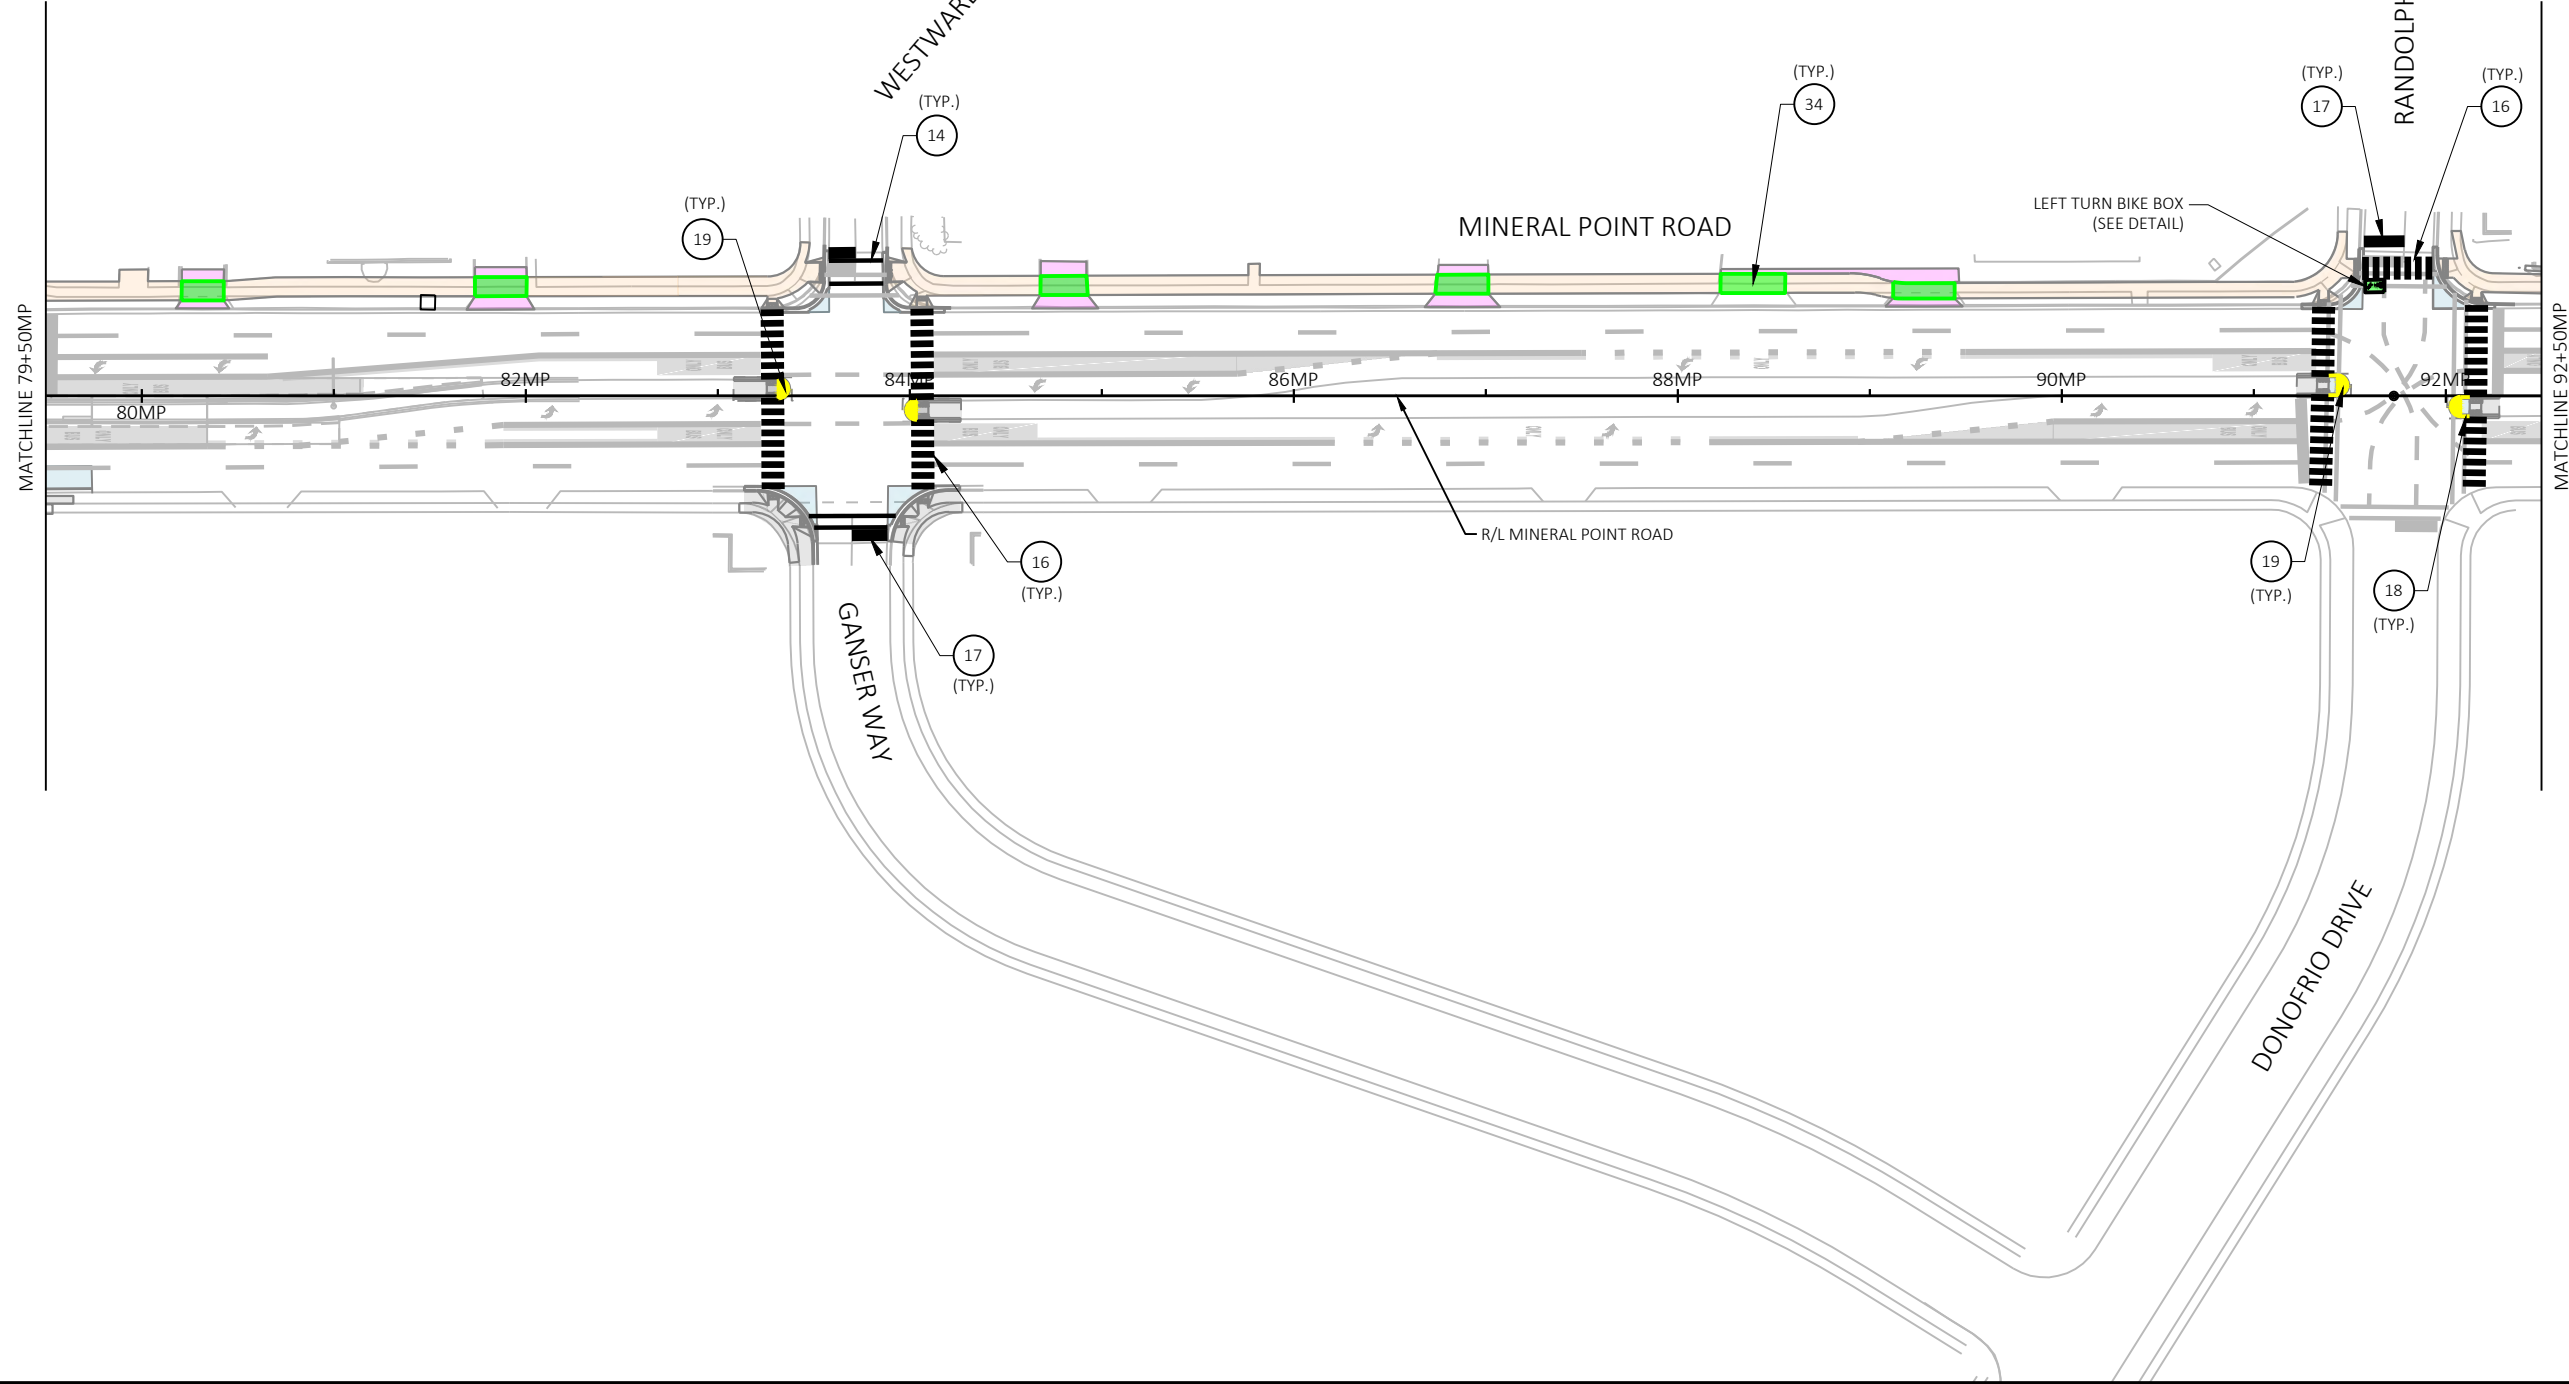 WESTWARD
RANDOLPH
(TYP.)
14
(TYP.)
34
(TYP.)
17
(TYP.)
16
(TYP.)
19
MINERAL POINT ROAD
LEFT TURN BIKE BOX
(SEE DETAIL)
MATCHLINE 79+50MP
MATCHLINE 92+50MP
80MP
82MP
84MP
86MP
88MP
90MP
92MP
R/L MINERAL POINT ROAD
16
(TYP.)
19
(TYP.)
18
(TYP.)
17
(TYP.)
GANSER WAY
DONOFRIO DRIVE